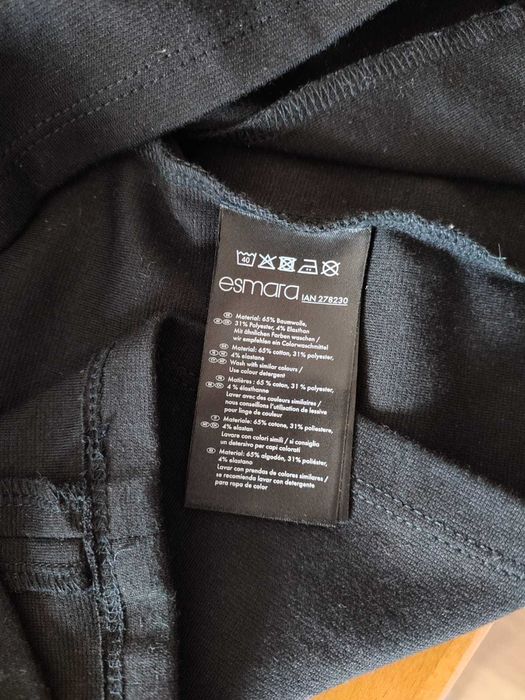 40
esmara IAN 278230
Material: 65% Baumwolle,
31% Polyester, 4% Elasthan
Mit ähnlichen Farben waschen /
wir empfehlen ein Colorwaschmittel
Material: 65% cotton, 31% polyester,
4% elastane
Wash with similar colours /
Use colour detergent
Matières: 65 % coton, 31 % polyester,
4 % élasthanne
Laver avec des couleurs similaires /
nous conseillons l'utilisation de lessive
pour linge de couleur
Materiale: 65% cotone, 31% poliestere,
4% elastan
Lavare con colori simili / si consiglia
un detersivo per capi colorati
Material: 65% algodón, 31% poliéster,
4% elastano
Lavar con prendas de colores similares /
se recomienda lavar con detergente
para ropa de color